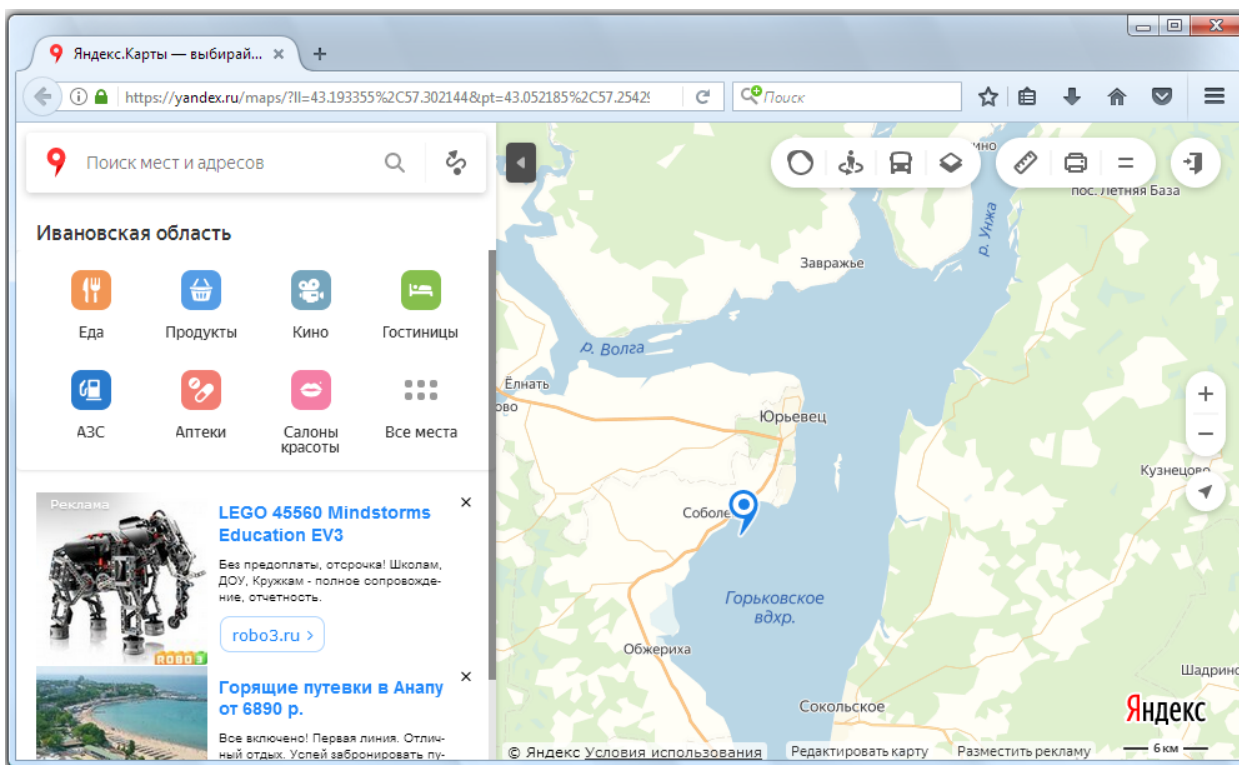 Яндекс.Карты — выбирай...
https://yandex.ru/maps/?ll=43.193355%2C57.302144&pt=43.052185%2C57.2542
Поиск
Поиск мест и адресов
Ивановская область
Еда
Продукты
Кино
Гостиницы
АЗС
Аптеки
Салоны
красоты
Все места
Реклама
LEGO 45560 Mindstorms
Education EV3
Без предоплаты, отсрочка! Школам,
ДОУ, Кружкам - полное сопровожде-
ние, отчетность.
robo3.ru >
ROBO 3
Горящие путевки в Анапу
от 6890 р.
Все включено! Первая линия. Отлич-
ный отдых. Успей забронировать пу-
ино
пос. Летняя База
р. Унжа
Завражье
р. Волга
Ёлнать
ово
Юрьевец
Кузнецово
Соболе
Горьковское
вдхр.
Обжериха
Шадрино
Сокольское
Яндекс
© Яндекс Условия использования
Редактировать карту
Разместить рекламу
6 км